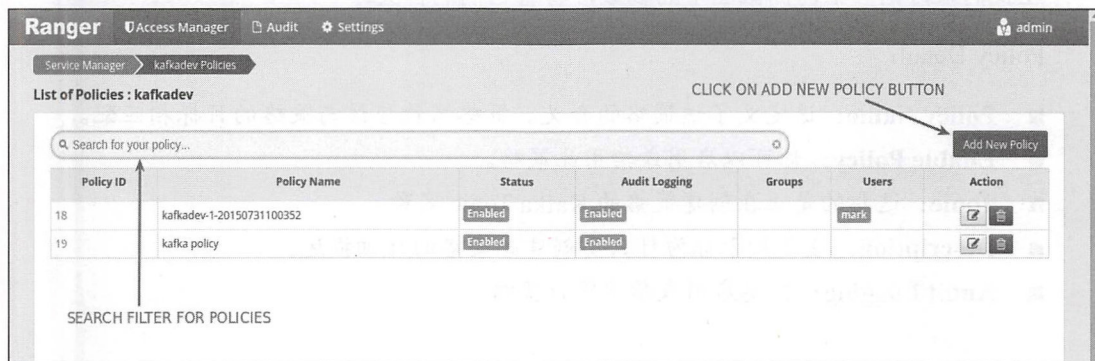 Ranger Access Manager Audit Settings admin
Service Manager kafkadev Policies
List of Policies : kafkadev
CLICK ON ADD NEW POLICY BUTTON
Search for your policy...
Add New Policy
Policy ID Policy Name Status Audit Logging Groups Users Action
18 kafkadev-1-20150731100352 Enabled Enabled mark
19 kafka policy Enabled Enabled
SEARCH FILTER FOR POLICIES